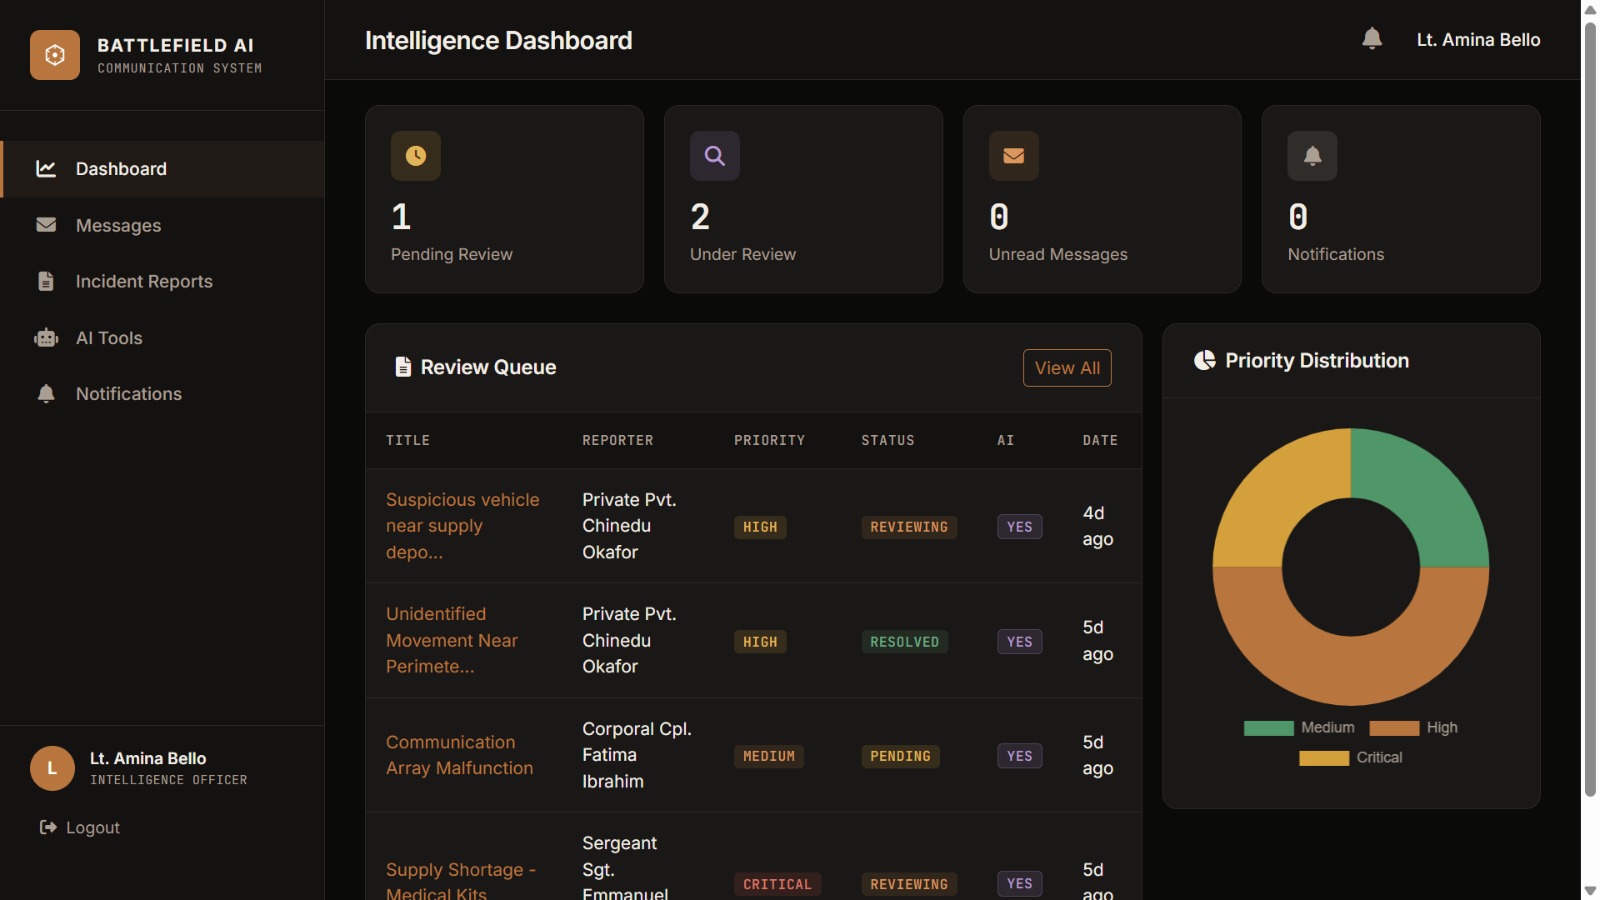 BATTLEFIELD AI
COMMUNICATION SYSTEM
Dashboard
Messages
Incident Reports
AI Tools
Notifications
Lt. Amina Bello
INTELLIGENCE OFFICER
L
Logout
Intelligence Dashboard
Lt. Amina Bello
1
Pending Review
2
Under Review
0
Unread Messages
0
Notifications
Review Queue
View All
TITLE REPORTER PRIORITY STATUS AI DATE
Suspicious vehicle
near supply
depo...
Private Pvt.
Chinedu
Okafor
HIGH
REVIEWING
YES
4d
ago
Unidentified
Movement Near
Perimete...
Private Pvt.
Chinedu
Okafor
HIGH
RESOLVED
YES
5d
ago
Communication
Array Malfunction
Corporal Cpl.
Fatima
Ibrahim
MEDIUM
PENDING
YES
5d
ago
Supply Shortage -
Medical Kits
Sergeant
Sgt.
Emmanuel
CRITICAL
REVIEWING
YES
5d
ago
Priority Distribution
Medium High
Critical